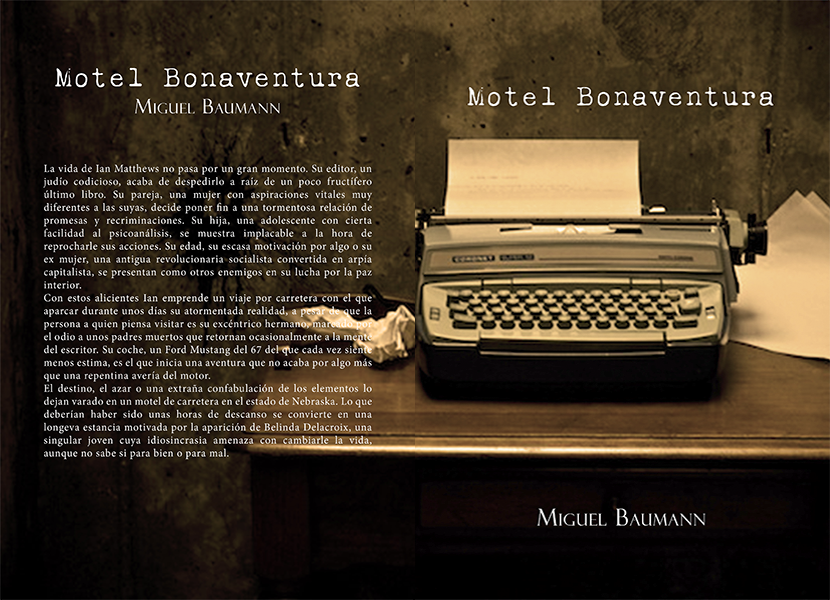 Motel Bonaventura
Miguel Baumann
La vida de Ian Matthews no pasa por un gran momento. Su editor, un
judío codicioso, acaba de despedirlo a raíz de un poco fructífero
último libro. Su pareja, una mujer con aspiraciones vitales muy
diferentes a las suyas, decide poner fin a una tormentosa relación de
promesas y recriminaciones. Su hija, una adolescente con cierta
facilidad al psicoanálisis, se muestra implacable a la hora de
reprocharle sus acciones. Su edad, su escasa motivación por algo o su
ex mujer, una antigua revolucionaria socialista convertida en arpía
capitalista, se presentan como otros enemigos en su lucha por la paz
interior.
Con estos alicientes Ian emprende un viaje por carretera con el que
aparcar durante unos días su atormentada realidad, a pesar de que la
persona a quien piensa visitar es su excéntrico hermano, mareado por
el odio a unos padres muertos que retornan ocasionalmente a la mente
del escritor. Su coche, un Ford Mustang del 67 del que cada vez siente
menos estima, es el que inicia una aventura que no acaba por algo más
que una repentina avería del motor.
El destino, el azar o una extraña confabulación de los elementos lo
dejan varado en un motel de carretera en el estado de Nebraska. Lo que
deberían haber sido unas horas de descanso se convierte en una
longeva estancia motivada por la aparición de Belinda Delacroix, una
singular joven cuya idiosincrasia amenaza con cambiarle la vida,
aunque no sabe si para bien o para mal.
Motel Bonaventura
CORONET SUPER 12
Miguel Baumann